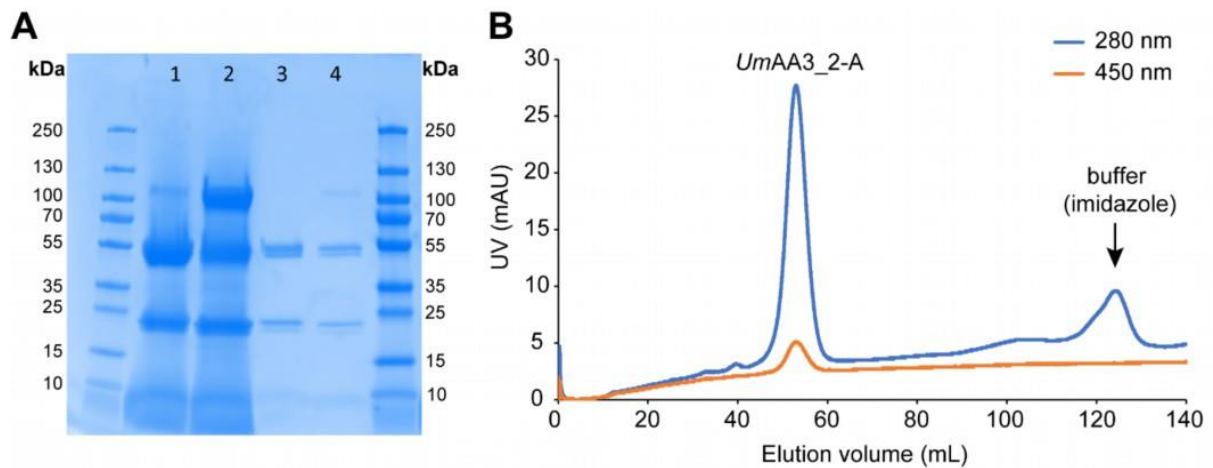 A
kDa 1 2 3 4 kDa
250 250
130 130
100 100
70 70
55 55
35 35
25 25
15 15
10 10
B
280 nm
450 nm
UmAA3_2-A
buffer
(imidazole)
UV (mAU)
30
25
20
15
10
5
0
0 20 40 60 80 100 120 140
Elution volume (mL)